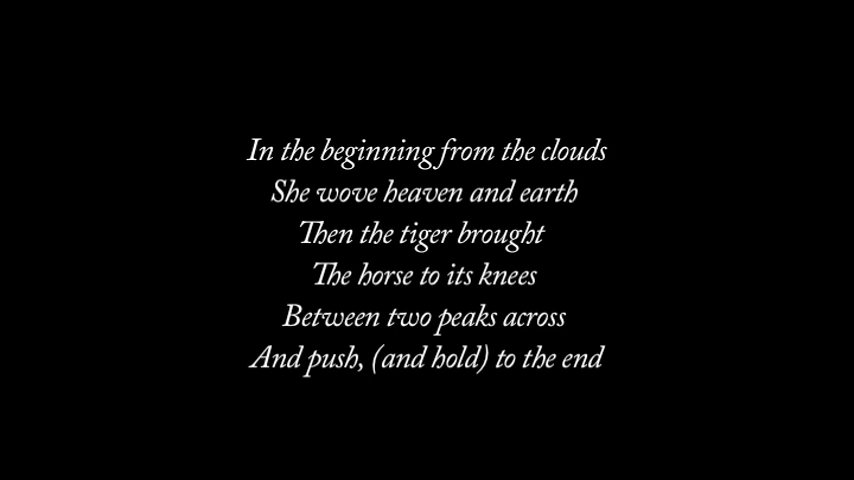 In the beginning from the clouds
She wove heaven and earth
Then the tiger brought
The horse to its knees
Between two peaks across
And push, (and hold) to the end